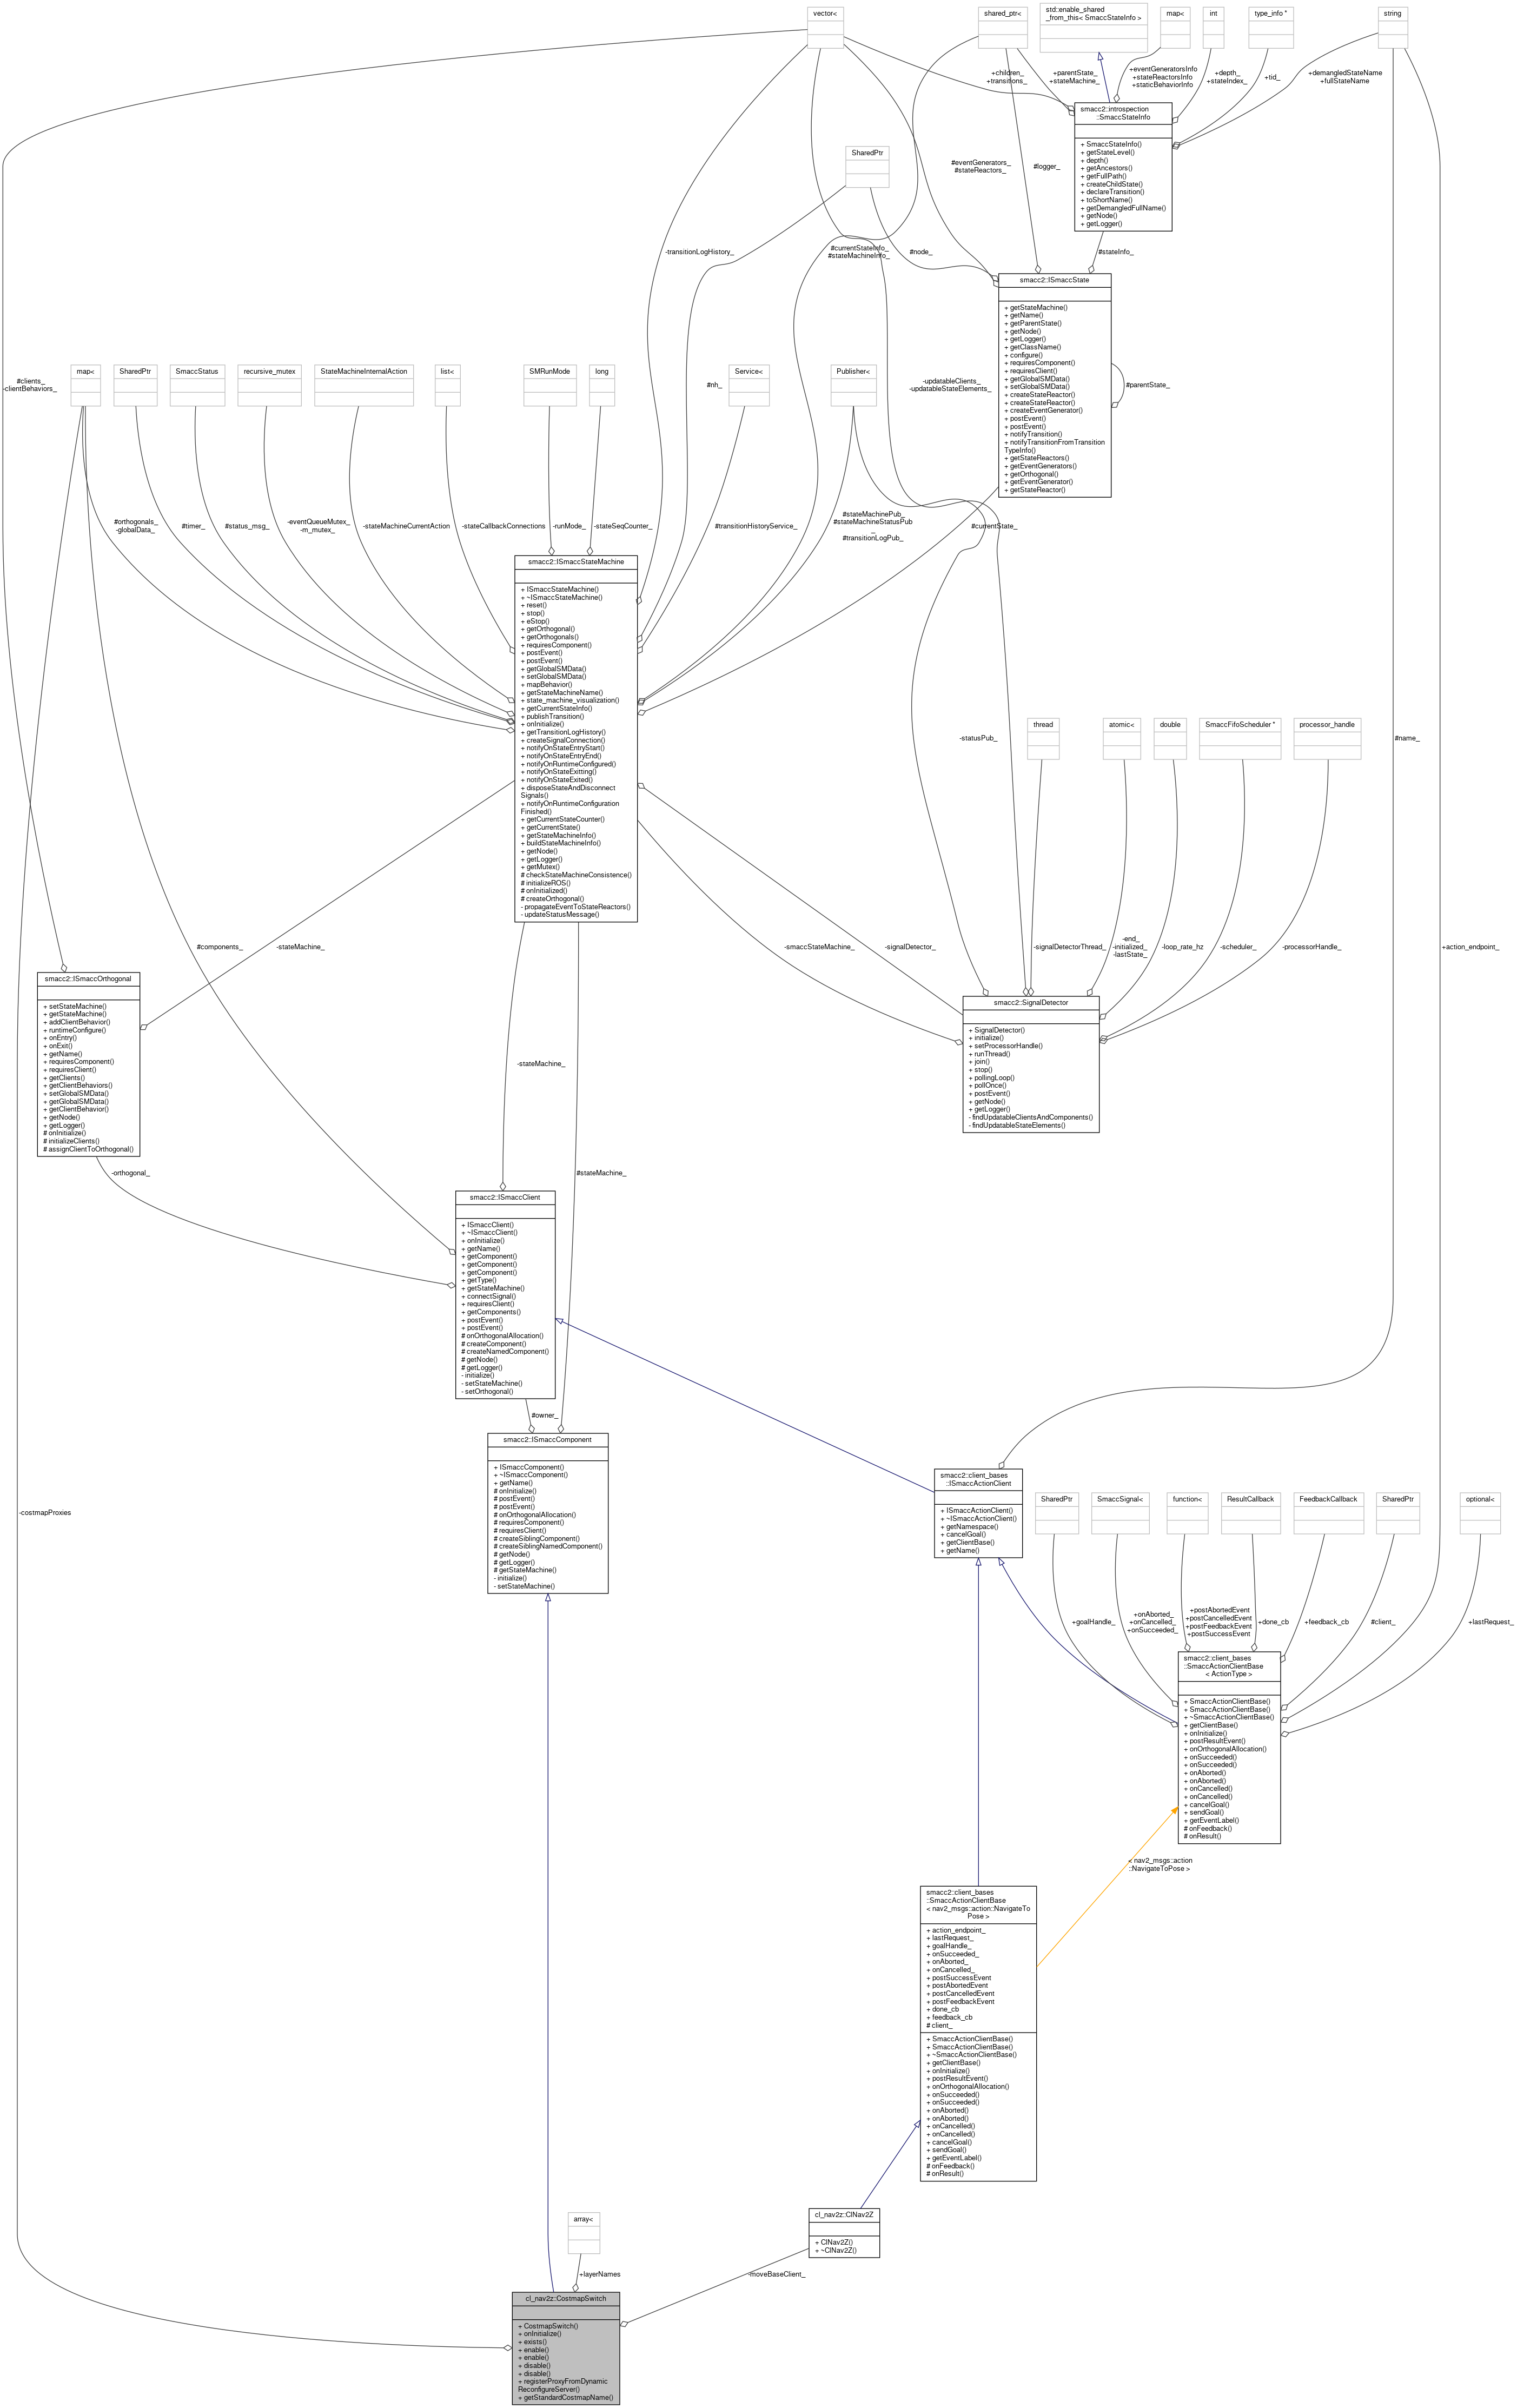 vector<
shared_ptr<
std::enable_shared
_from_this< SmaccStateInfo >
map<
int
type_info *
string
+children_
+transitions_
+parentState_
+stateMachine_
+eventGeneratorsInfo
+stateReactorsInfo
+staticBehaviorInfo
+depth_
+stateIndex_
+tid_
+demangledStateName
+fullStateName
smacc2::introspection
::SmaccStateInfo
+ SmaccStateInfo()
+ getStateLevel()
+ depth()
+ getAncestors()
+ getFullPath()
+ createChildState()
+ declareTransition()
+ toShortName()
+ getDemangledFullName()
+ getNode()
+ getLogger()
SharedPtr
#eventGenerators_
#stateReactors_
#logger_
-transitionLogHistory_
#currentStateInfo_
#stateMachineInfo_
#node_
#stateInfo_
smacc2::ISmaccState
+ getStateMachine()
+ getName()
+ getParentState()
+ getNode()
+ getLogger()
+ getClassName()
+ configure()
+ requiresComponent()
+ requiresClient()
+ getGlobalSMData()
+ setGlobalSMData()
+ createStateReactor()
+ createStateReactor()
+ createEventGenerator()
+ postEvent()
+ postEvent()
+ notifyTransition()
+ notifyTransitionFromTransition
TypeInfo()
+ getStateReactors()
+ getEventGenerators()
+ getOrthogonal()
+ getEventGenerator()
+ getStateReactor()
#parentState_
#clients_
-clientBehaviors_
map<
SharedPtr
SmaccStatus
recursive_mutex
StateMachineInternalAction
list<
SMRunMode
long
#nh_
Service<
Publisher<
-updatableClients_
-updatableStateElements_
#orthogonals_
-globalData_
#timer_
#status_msg_
-eventQueueMutex_
-m_mutex_
-stateMachineCurrentAction
-stateCallbackConnections
-runMode_
-stateSeqCounter_
#transitionHistoryService_
#stateMachinePub_
#stateMachineStatusPub
_
#transitionLogPub_
#currentState_
smacc2::ISmaccStateMachine
+ ISmaccStateMachine()
+ ~ISmaccStateMachine()
+ reset()
+ stop()
+ eStop()
+ getOrthogonal()
+ getOrthogonals()
+ requiresComponent()
+ postEvent()
+ postEvent()
+ getGlobalSMData()
+ setGlobalSMData()
+ mapBehavior()
+ getStateMachineName()
+ state_machine_visualization()
+ getCurrentStateInfo()
+ publishTransition()
+ onInitialize()
+ getTransitionLogHistory()
+ createSignalConnection()
+ notifyOnStateEntryStart()
+ notifyOnStateEntryEnd()
+ notifyOnRuntimeConfigured()
+ notifyOnStateExitting()
+ notifyOnStateExited()
+ disposeStateAndDisconnect
Signals()
+ notifyOnRuntimeConfiguration
Finished()
+ getCurrentStateCounter()
+ getCurrentState()
+ getStateMachineInfo()
+ buildStateMachineInfo()
+ getNode()
+ getLogger()
+ getMutex()
# checkStateMachineConsistence()
# initializeROS()
# onInitialized()
# createOrthogonal()
- propagateEventToStateReactors()
- updateStatusMessage()
-statusPub_
thread
atomic<
double
SmaccFifoScheduler *
processor_handle
#name_
#components_
-stateMachine_
-smaccStateMachine_
-signalDetector_
-signalDetectorThread_
-end_
-initialized_
-lastState_
-loop_rate_hz
-scheduler_
-processorHandle_
+action_endpoint_
smacc2::ISmaccOrthogonal
+ setStateMachine()
+ getStateMachine()
+ addClientBehavior()
+ runtimeConfigure()
+ onEntry()
+ onExit()
+ getName()
+ requiresComponent()
+ requiresClient()
+ getClients()
+ getClientBehaviors()
+ setGlobalSMData()
+ getGlobalSMData()
+ getClientBehavior()
+ getNode()
+ getLogger()
# onInitialize()
# initializeClients()
# assignClientToOrthogonal()
smacc2::SignalDetector
+ SignalDetector()
+ initialize()
+ setProcessorHandle()
+ runThread()
+ join()
+ stop()
+ pollingLoop()
+ pollOnce()
+ postEvent()
+ getNode()
+ getLogger()
- findUpdatableClientsAndComponents()
- findUpdatableStateElements()
-stateMachine_
-orthogonal_
#stateMachine_
smacc2::ISmaccClient
+ ISmaccClient()
+ ~ISmaccClient()
+ onInitialize()
+ getName()
+ getComponent()
+ getComponent()
+ getComponent()
+ getType()
+ getStateMachine()
+ connectSignal()
+ requiresClient()
+ getComponents()
+ postEvent()
+ postEvent()
# onOrthogonalAllocation()
# createComponent()
# createNamedComponent()
# getNode()
# getLogger()
- initialize()
- setStateMachine()
- setOrthogonal()
#owner_
smacc2::ISmaccComponent
+ ISmaccComponent()
+ ~ISmaccComponent()
+ getName()
# onInitialize()
# postEvent()
# postEvent()
# onOrthogonalAllocation()
# requiresComponent()
# requiresClient()
# createSiblingComponent()
# createSiblingNamedComponent()
# getNode()
# getLogger()
# getStateMachine()
- initialize()
- setStateMachine()
-costmapProxies
smacc2::client_bases
::ISmaccActionClient
+ ISmaccActionClient()
+ ~ISmaccActionClient()
+ getNamespace()
+ cancelGoal()
+ getClientBase()
+ getName()
SharedPtr
SmaccSignal<
function<
ResultCallback
FeedbackCallback
SharedPtr
optional<
+goalHandle_
+onAborted_
+onCancelled_
+onSucceeded_
+postAbortedEvent
+postCancelledEvent
+postFeedbackEvent
+postSuccessEvent
+done_cb
+feedback_cb
#client_
+lastRequest_
smacc2::client_bases
::SmaccActionClientBase
< ActionType >
+ SmaccActionClientBase()
+ SmaccActionClientBase()
+ ~SmaccActionClientBase()
+ getClientBase()
+ onInitialize()
+ postResultEvent()
+ onOrthogonalAllocation()
+ onSucceeded()
+ onSucceeded()
+ onAborted()
+ onAborted()
+ onCancelled()
+ onCancelled()
+ cancelGoal()
+ sendGoal()
+ getEventLabel()
# onFeedback()
# onResult()
< nav2_msgs::action
::NavigateToPose >
smacc2::client_bases
::SmaccActionClientBase
< nav2_msgs::action::NavigateTo
Pose >
+ action_endpoint_
+ lastRequest_
+ goalHandle_
+ onSucceeded_
+ onAborted_
+ onCancelled_
+ postSuccessEvent
+ postAbortedEvent
+ postCancelledEvent
+ postFeedbackEvent
+ done_cb
+ feedback_cb
# client_
+ SmaccActionClientBase()
+ SmaccActionClientBase()
+ ~SmaccActionClientBase()
+ getClientBase()
+ onInitialize()
+ postResultEvent()
+ onOrthogonalAllocation()
+ onSucceeded()
+ onSucceeded()
+ onAborted()
+ onAborted()
+ onCancelled()
+ onCancelled()
+ cancelGoal()
+ sendGoal()
+ getEventLabel()
# onFeedback()
# onResult()
cl_nav2z::ClNav2Z
+ ClNav2Z()
+ ~ClNav2Z()
array<
+layerNames
-moveBaseClient_
cl_nav2z::CostmapSwitch
+ CostmapSwitch()
+ onInitialize()
+ exists()
+ enable()
+ enable()
+ disable()
+ disable()
+ registerProxyFromDynamic
ReconfigureServer()
+ getStandardCostmapName()